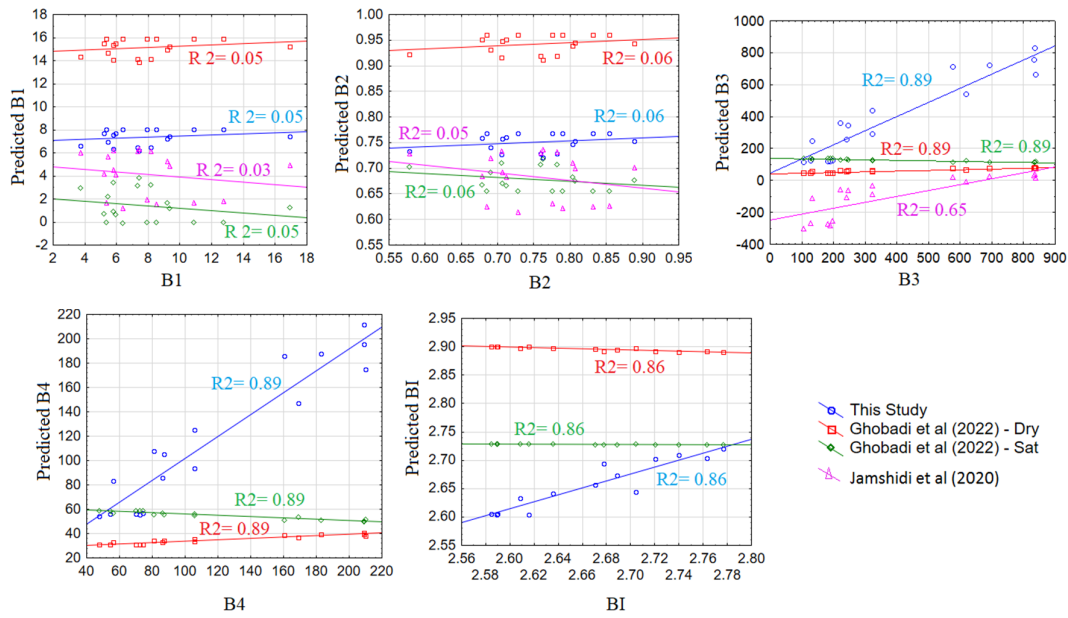 16
14
12
10
8
6
4
2
0
-2
2 4 6 8 10 12 14 16 18
Predicted B1
B1
R 2= 0.05
R 2= 0.05
R 2= 0.03
R 2= 0.05
1.00
0.95
0.90
0.85
0.80
0.75
0.70
0.65
0.60
0.55
0.55 0.60 0.65 0.70 0.75 0.80 0.85 0.90 0.95
Predicted B2
B2
R2= 0.06
R2= 0.06
R2= 0.05
R2= 0.06
1000
800
600
400
200
0
-200
-400
0 100 200 300 400 500 600 700 800 900
Predicted B3
B3
R2= 0.89
R2= 0.89
R2= 0.89
R2= 0.65
220
200
180
160
140
120
100
80
60
40
20
40 60 80 100 120 140 160 180 200 220
Predicted B4
B4
R2= 0.89
R2= 0.89
R2= 0.89
2.95
2.90
2.85
2.80
2.75
2.70
2.65
2.60
2.55
2.56 2.60 2.64 2.68 2.72 2.76 2.80
2.58 2.62 2.66 2.70 2.74 2.78
Predicted BI
BI
R2= 0.86
R2= 0.86
R2= 0.86
This Study
Ghobadi et al (2022) - Dry
Ghobadi et al (2022) - Sat
Jamshidi et al (2020)